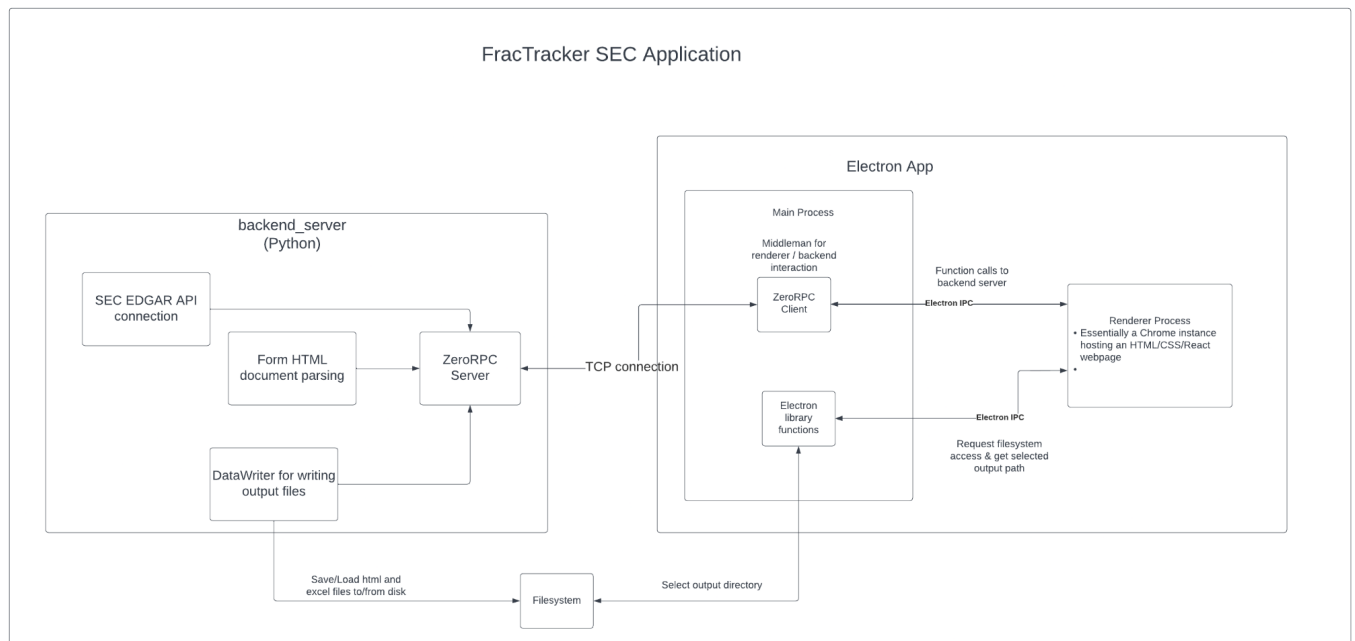 FracTracker SEC Application
Electron App
Main Process
backend_server
(Python)
Middleman for
renderer / backend
interaction
Function calls to
backend server
SEC EDGAR API
connection
ZeroRPC
Client
Electron IPC
Renderer Process
• Essentially a Chrome instance
hosting an HTML/CSS/React
webpage
•
Form HTML
document parsing
ZeroRPC
Server
TCP connection
Electron
library
functions
Electron IPC
Request filesystem
access & get selected
output path
DataWriter for writing
output files
Save/Load html and
excel files to/from disk
Filesystem
Select output directory